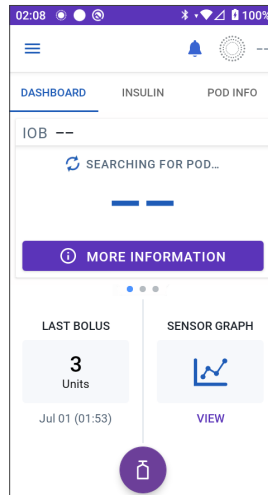 02:08 100%
--
DASHBOARD INSULIN POD INFO
IOB --
SEARCHING FOR POD...
-- --
MORE INFORMATION
LAST BOLUS SENSOR GRAPH
3
Units
Jul 01 (01:53) VIEW